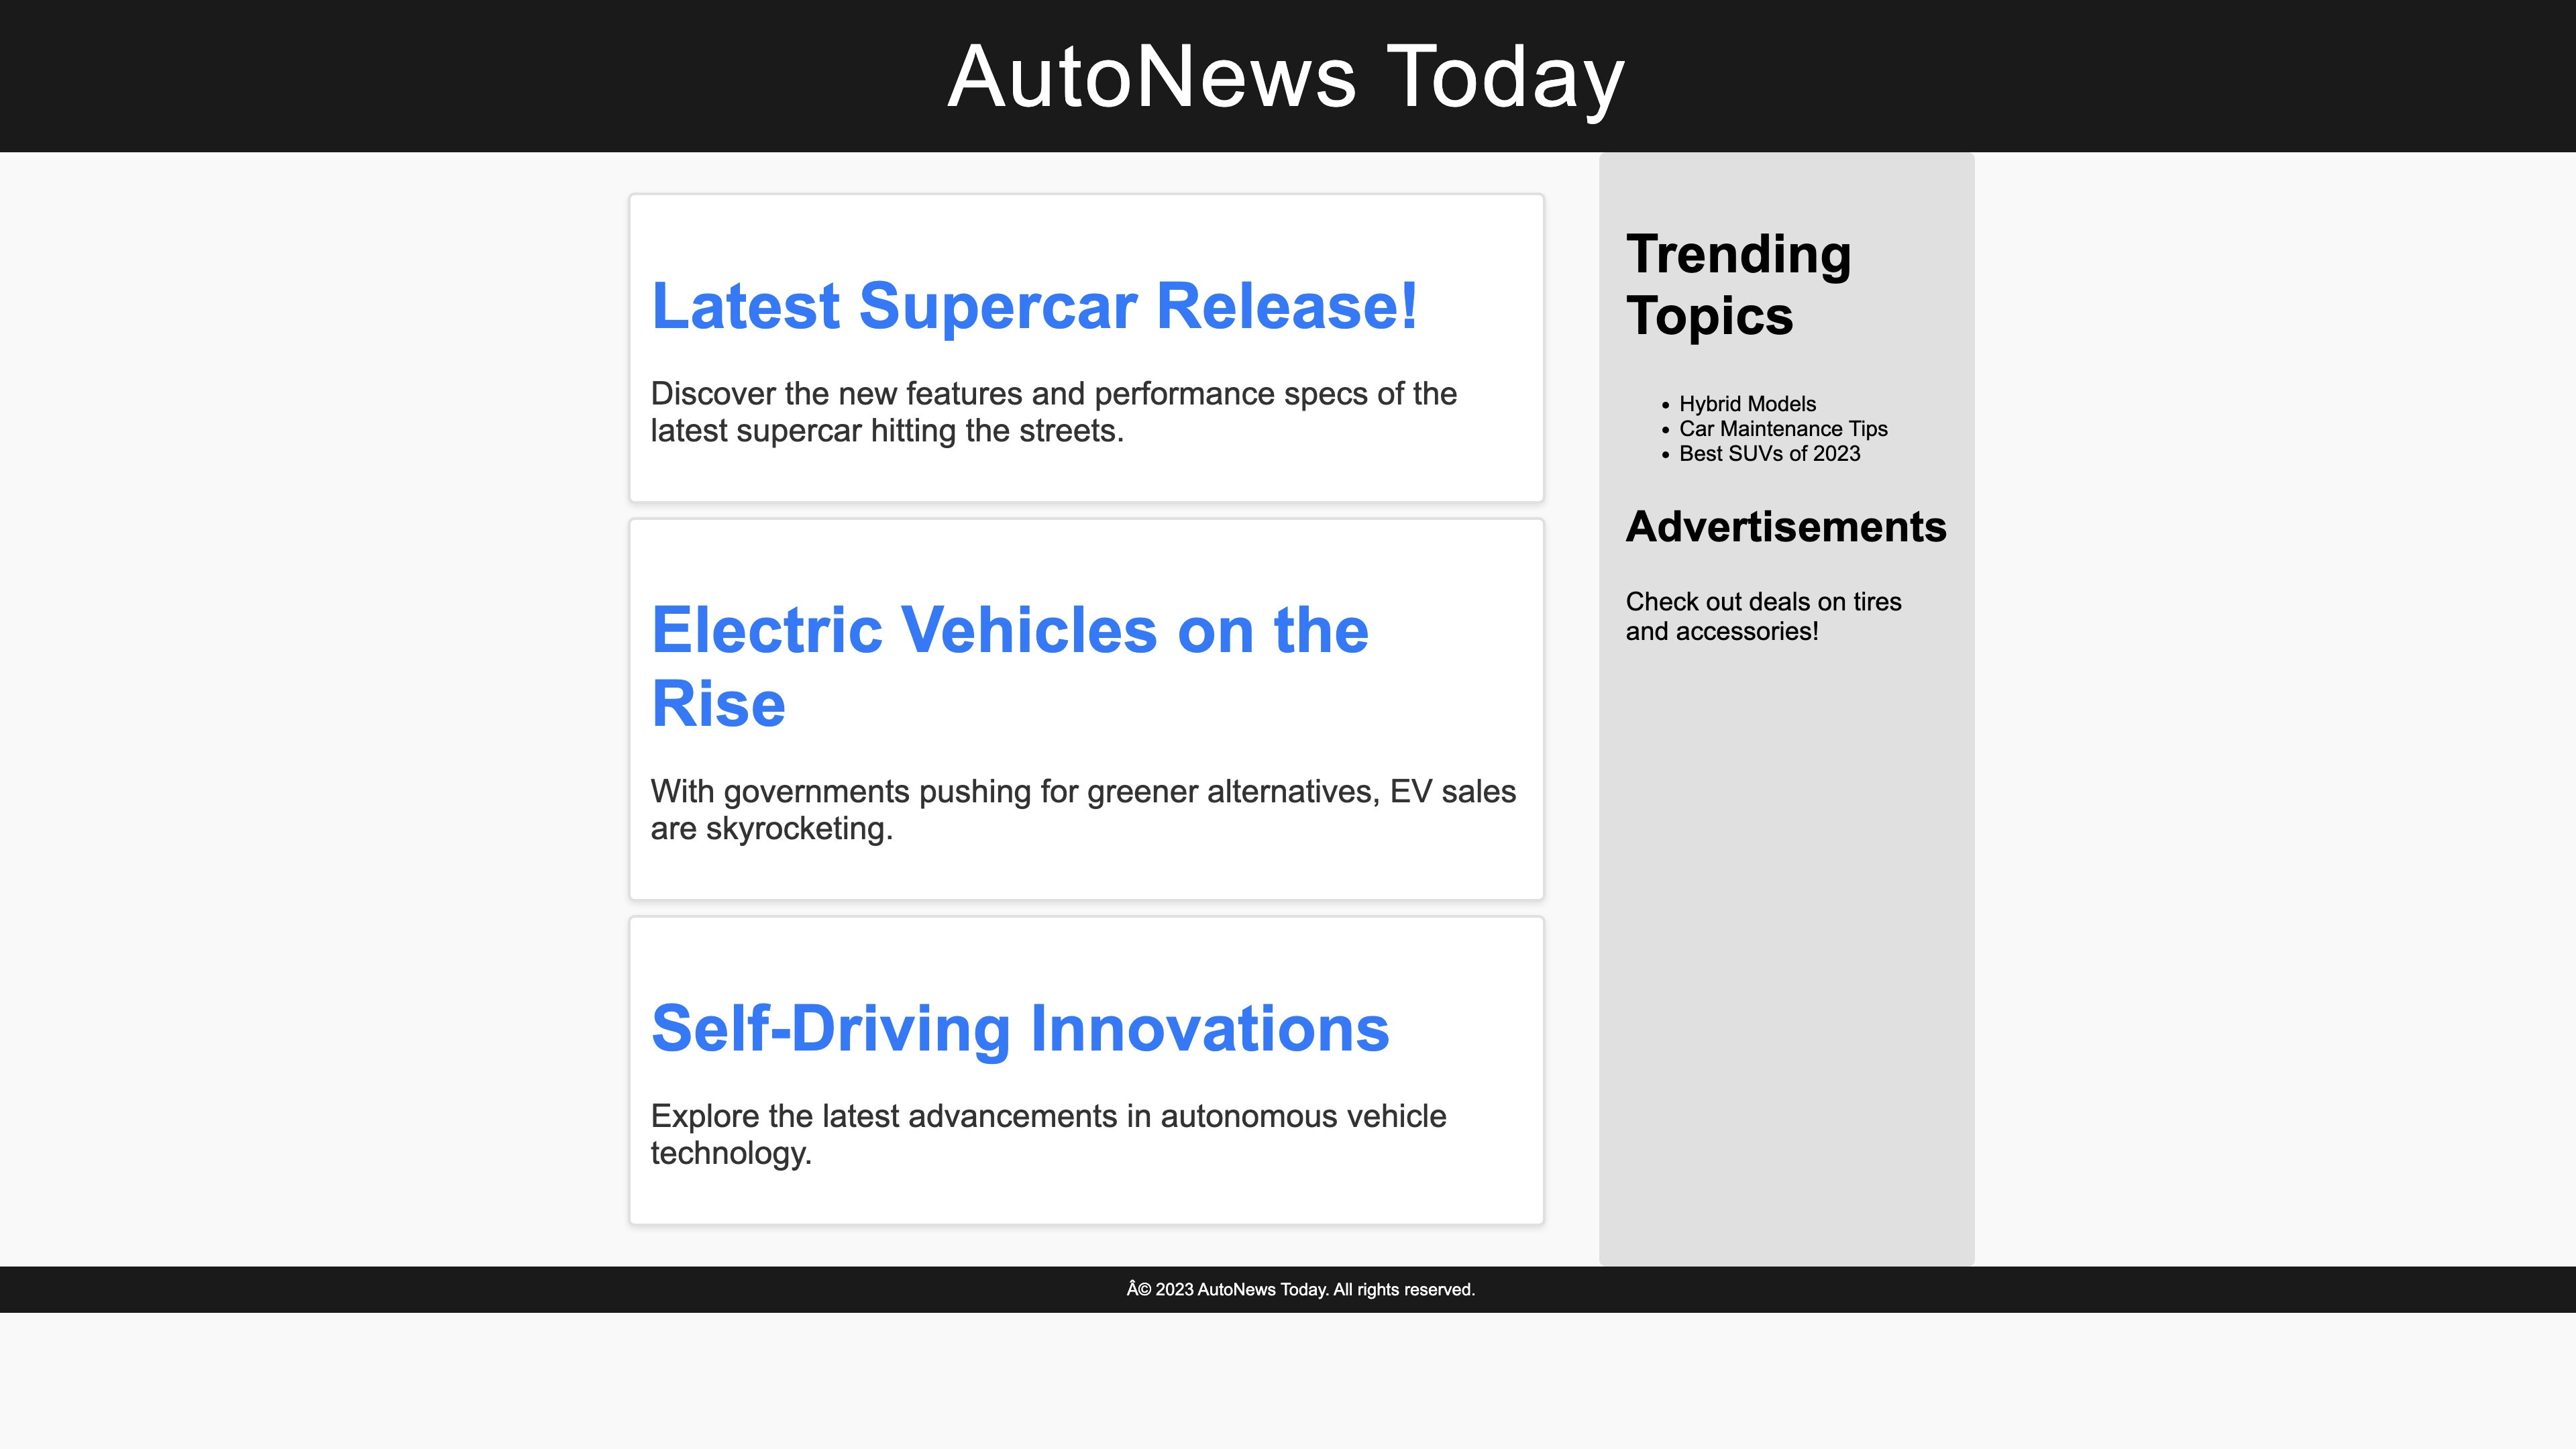 AutoNews Today
Latest Supercar Release!
Discover the new features and performance specs of the
latest supercar hitting the streets.
Electric Vehicles on the
Rise
With governments pushing for greener alternatives, EV sales
are skyrocketing.
Self-Driving Innovations
Explore the latest advancements in autonomous vehicle
technology.
Trending
Topics
• Hybrid Models
• Car Maintenance Tips
• Best SUVs of 2023
Advertisements
Check out deals on tires
and accessories!
Â© 2023 AutoNews Today. All rights reserved.